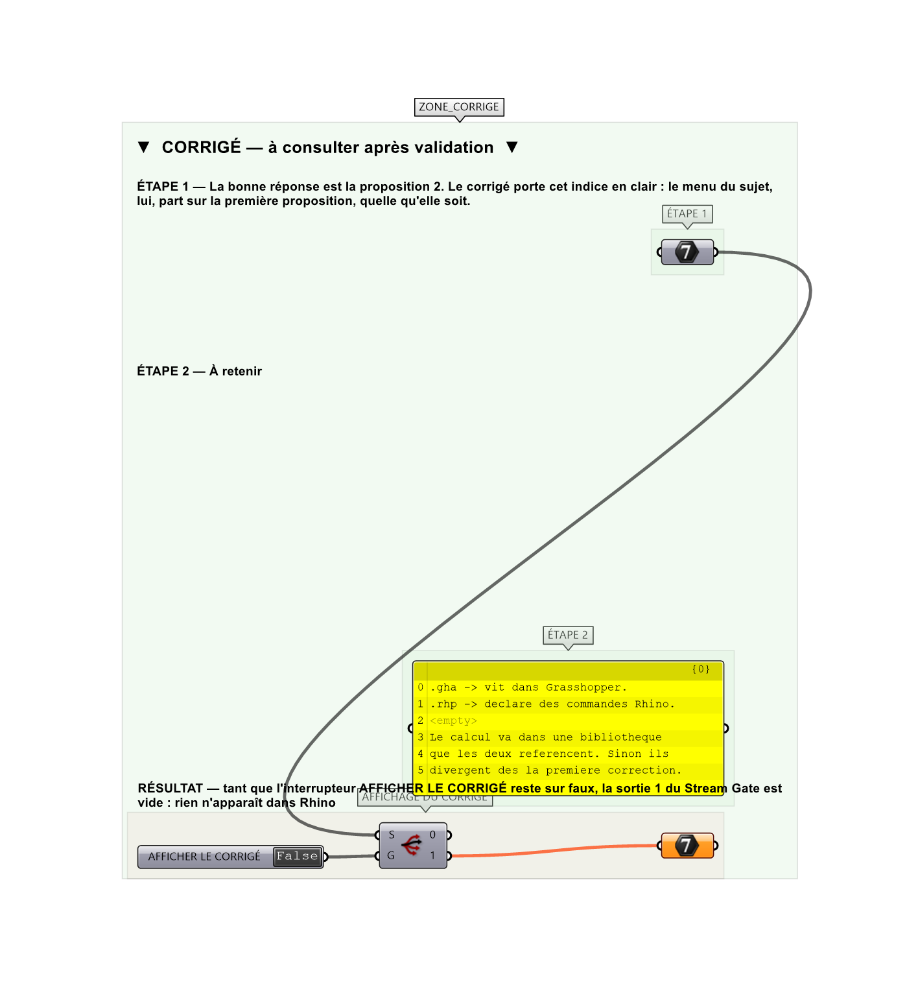 ZONE_CORRIGE
▼ CORRIGÉ — à consulter après validation ▼
ÉTAPE 1 — La bonne réponse est la proposition 2. Le corrigé porte cet indice en clair : le menu du sujet,
lui, part sur la première proposition, quelle qu'elle soit.
ÉTAPE 1
7
ÉTAPE 2 — À retenir
ÉTAPE 2
{0}
0 .gha -> vit dans Grasshopper.
1 .rhp -> declare des commandes Rhino.
2 <empty>
3 Le calcul va dans une bibliotheque
4 que les deux referencent. Sinon ils
5 divergent des la premiere correction.
RÉSULTAT — tant que l'interrupteur AFFICHER LE CORRIGÉ reste sur faux, la sortie 1 du Stream Gate est
vide : rien n'apparaît dans Rhino
AFFICHAGE DU CORRIGE
S 0
G 1
7
AFFICHER LE CORRIGÉ False